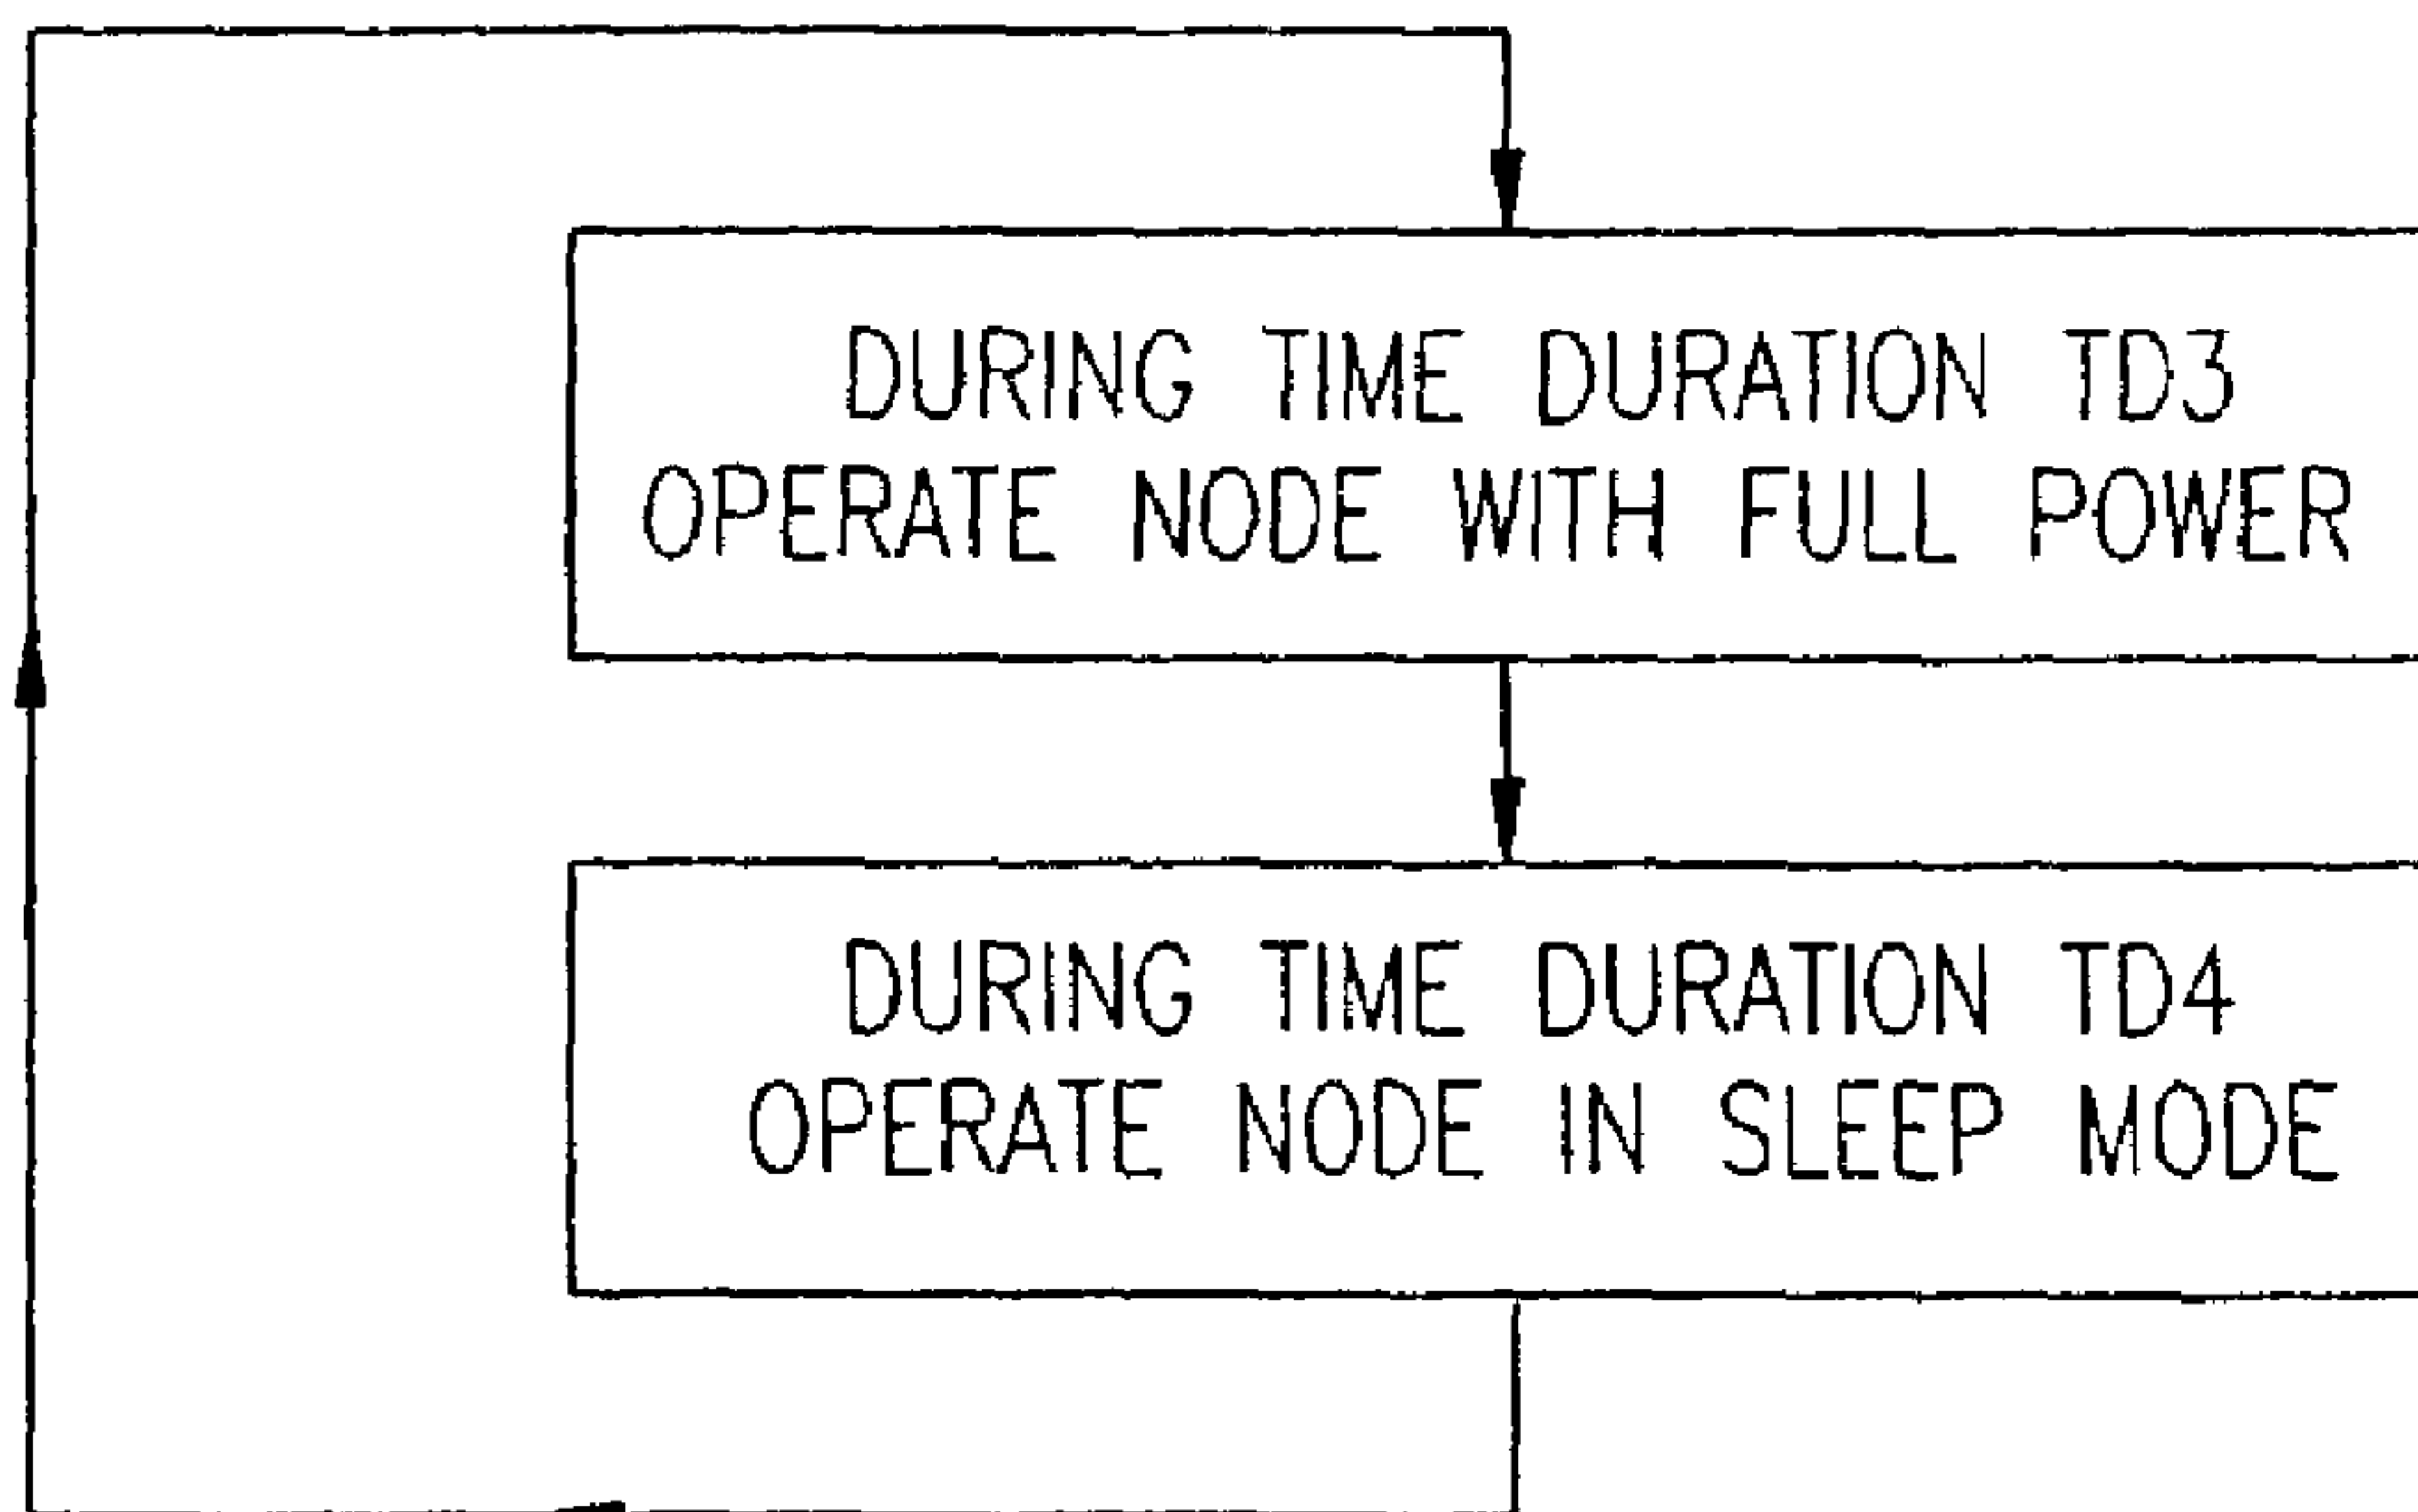 DURING TIME DURATION TD3
OPERATE NODE WITH FULL POWER
DURING TIME DURATION TD4
OPERATE NODE IN SLEEP MODE